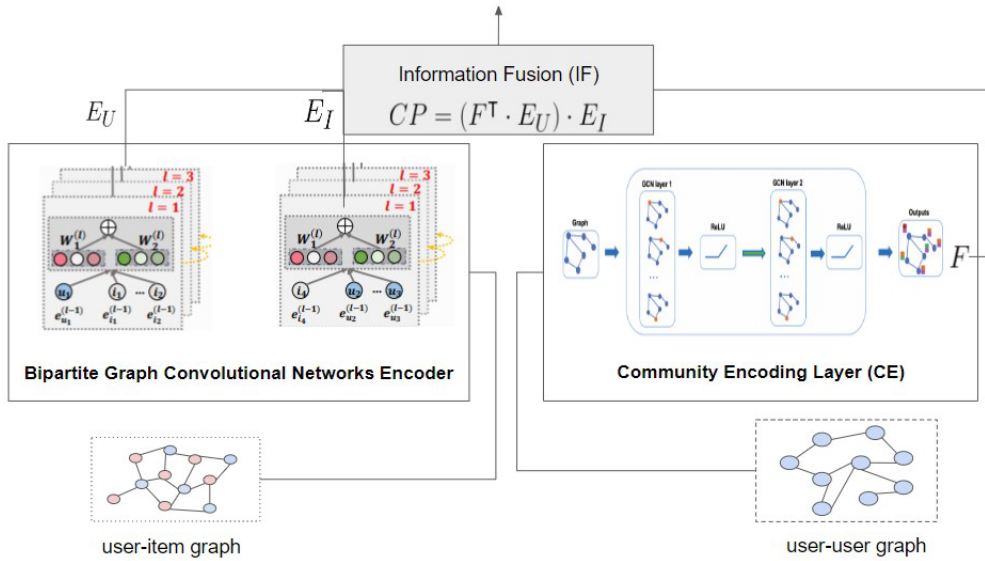 Information Fusion (IF)
CP = (F^⊤ · E_U) · E_I
E_U
E_I
l = 3
l = 2
l = 1
W_1^{(l)} W_2^{(l)}
u_1 i_1 ... i_2
e_{u_1}^{(l-1)} e_{i_1}^{(l-1)} e_{i_2}^{(l-1)}
l = 3
l = 2
l = 1
W_1^{(l)} W_2^{(l)}
i_4 u_2 ... u_3
e_{i_4}^{(l-1)} e_{u_2}^{(l-1)} e_{u_3}^{(l-1)}
Bipartite Graph Convolutional Networks Encoder
GCN layer 1
GCN layer 2
Graph
ReLU
ReLU
Outputs
...
...
F
Community Encoding Layer (CE)
user-item graph
user-user graph